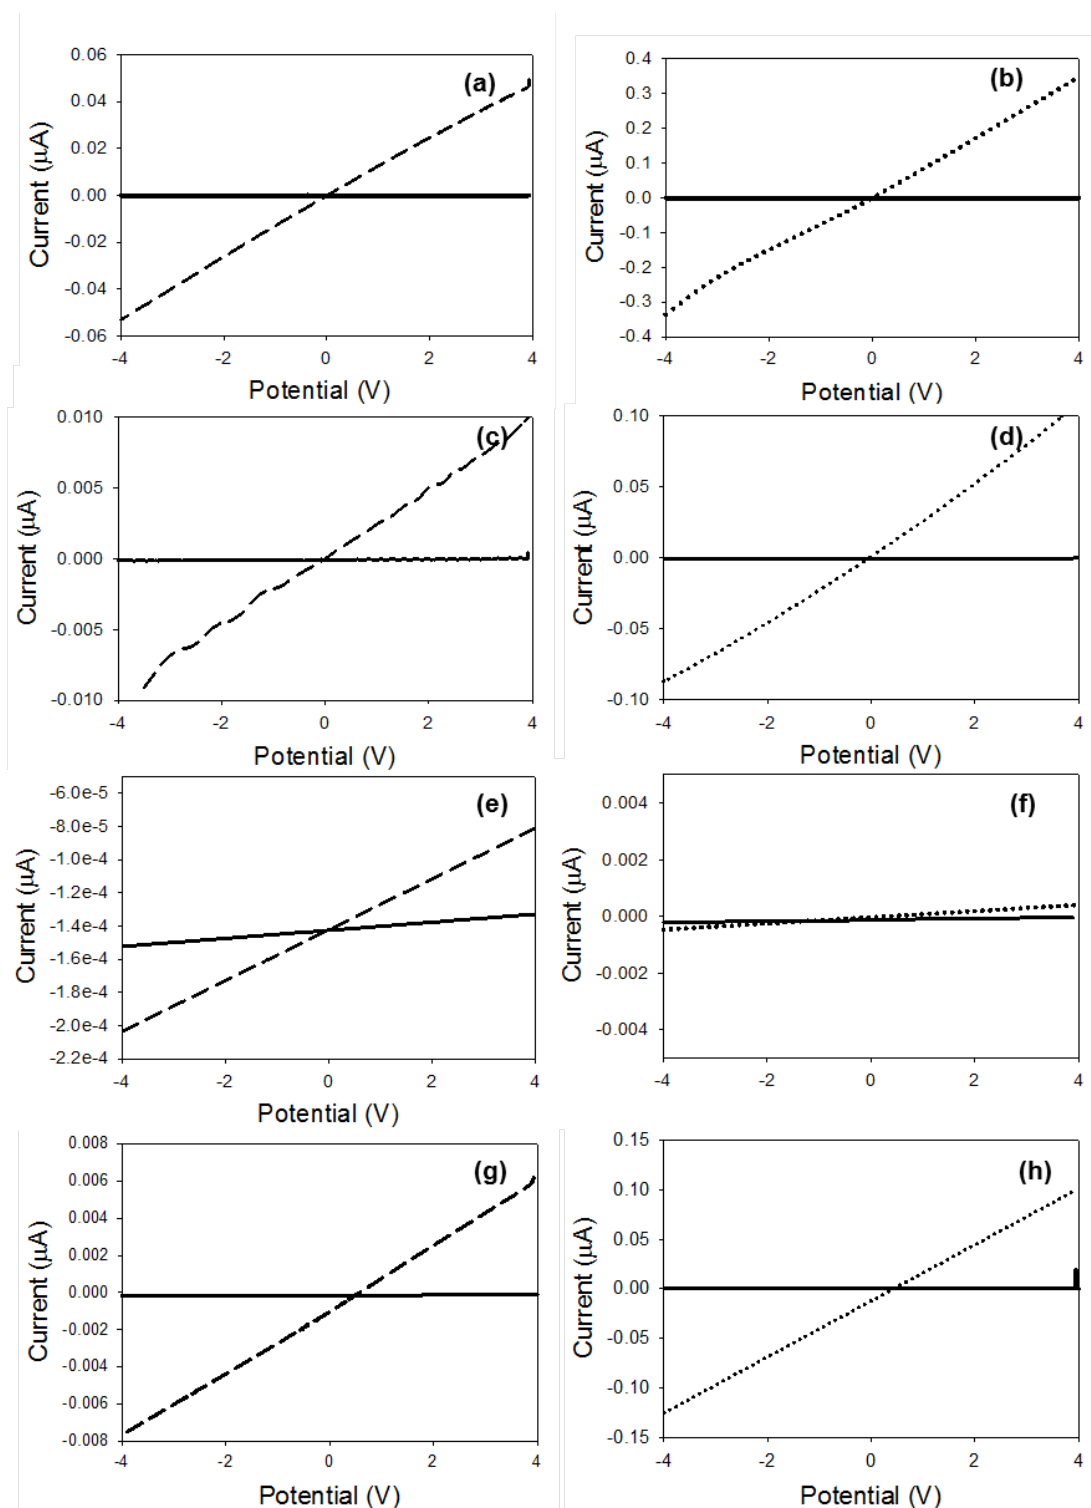 (a)
Current (µA)
0.06
0.04
0.02
0.00
-0.02
-0.04
-0.06
-4 -2 0 2 4
Potential (V)
(b)
Current (µA)
0.4
0.3
0.2
0.1
0.0
-0.1
-0.2
-0.3
-0.4
-4 -2 0 2 4
Potential (V)
(c)
Current (µA)
0.010
0.005
0.000
-0.005
-0.010
-4 -2 0 2 4
Potential (V)
(d)
Current (µA)
0.10
0.05
0.00
-0.05
-0.10
-4 -2 0 2 4
Potential (V)
(e)
Current (µA)
-6.0e-5
-8.0e-5
-1.0e-4
-1.2e-4
-1.4e-4
-1.6e-4
-1.8e-4
-2.0e-4
-2.2e-4
-4 -2 0 2 4
Potential (V)
(f)
Current (µA)
0.004
0.002
0.000
-0.002
-0.004
-4 -2 0 2 4
(g)
Current (µA)
0.008
0.006
0.004
0.002
0.000
-0.002
-0.004
-0.006
-0.008
-4 -2 0 2 4
Potential (V)
(h)
Current (µA)
0.15
0.10
0.05
0.00
-0.05
-0.10
-0.15
-4 -2 0 2 4
Potential (V)